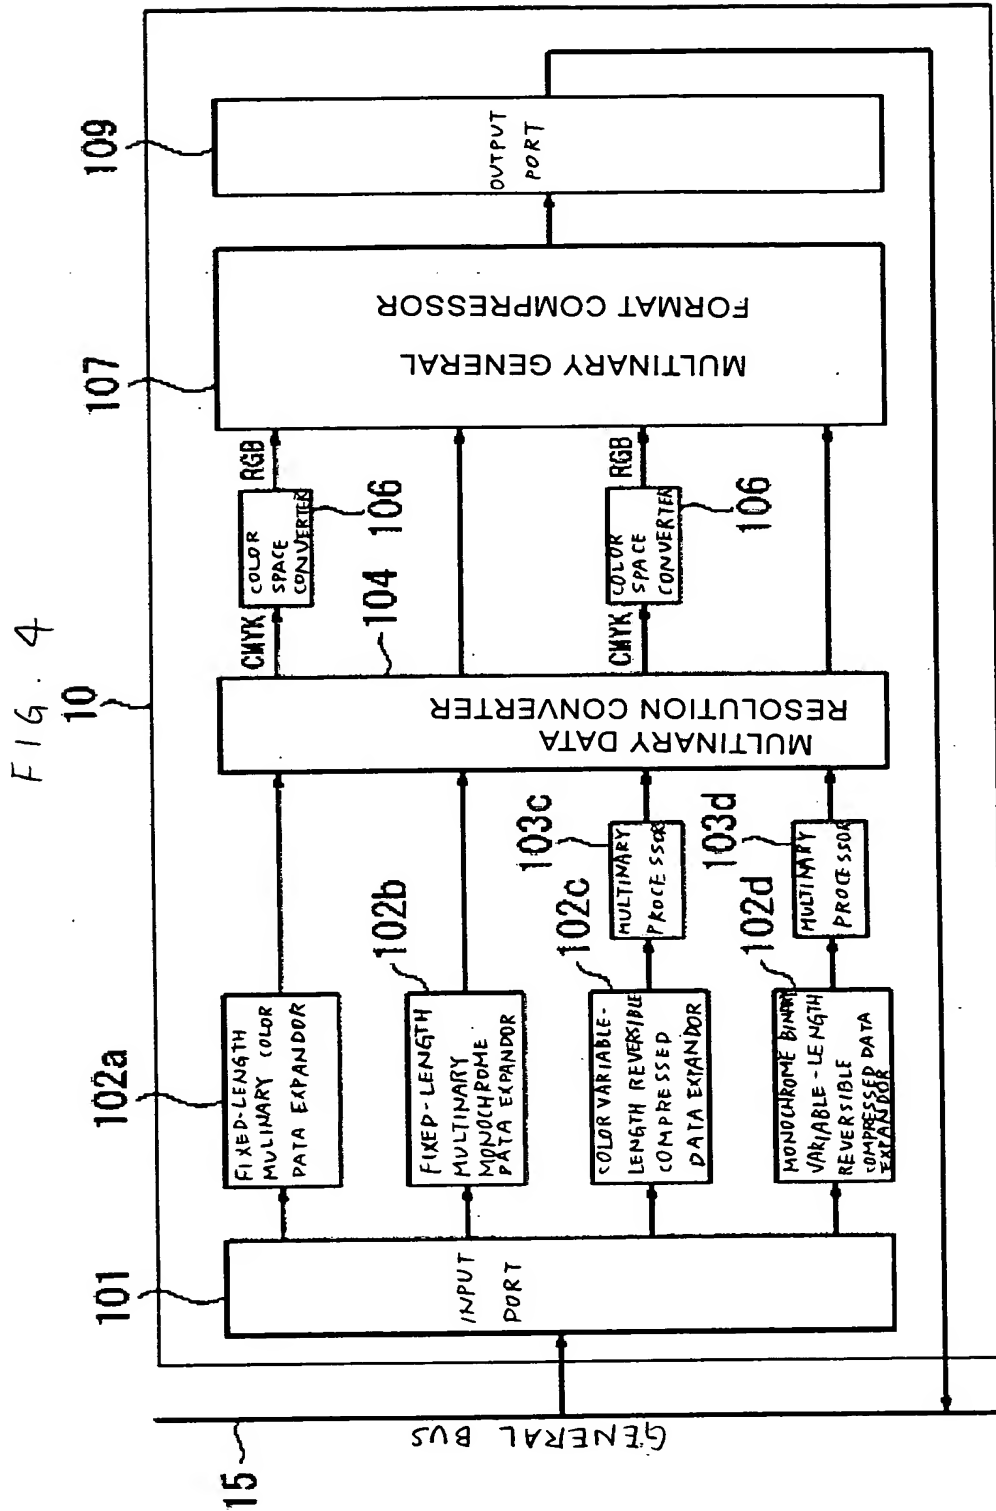 FIG. 4
10
15
GENERAL BUS
101
INPUT
PORT
102a
FIXED-LENGTH
MULINARY COLOR
DATA EXPANDOR
102b
FIXED-LENGTH
MULTINARY
MONOCHROME
DATA EXPANDOR
102c
COLOR VARIABLE-
LENGTH REVERSIBLE
COMPRESSED
DATA EXPANDOR
102d
MONOCHROME BINARY
VARIABLE-LENGTH
REVERSIBLE
COMPRESSED DATA
EXPANDOR
103c
MULTINARY
PROCESSOR
103d
MULTINARY
PROCESSOR
104
MULTINARY DATA
RESOLUTION CONVERTER
CMYK
COLOR
SPACE
CONVERTER
RGB
106
CMYK
COLOR
SPACE
CONVERTER
RGB
106
107
MULTINARY GENERAL
FORMAT COMPRESSOR
109
OUTPUT
PORT